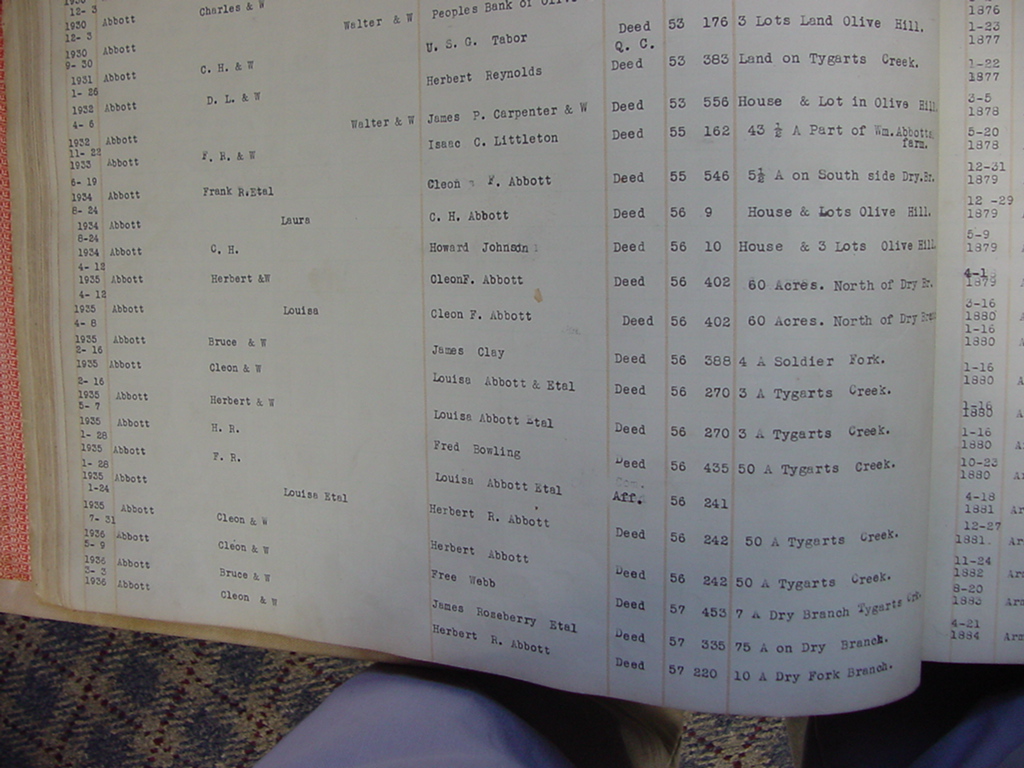 12- 3
1930 Abbott Charles & W Peoples Bank of
12- 3 Walter & W Deed 53 176 3 Lots Land Olive Hill.
1930 Abbott U. S. G. Tabor Q. C.
9- 30 C. H. & W Deed 53 383 Land on Tygarts Creek.
1931 Abbott Herbert Reynolds
1- 26 D. L. & W Deed 53 556 House & Lot in Olive Hill
1932 Abbott James P. Carpenter & W
4- 6 Walter & W Deed 55 162 43 ½ A Part of Wm. Abbotts
1932 Abbott Isaac C. Littleton farm.
11- 22 F. B. & W
1933 Abbott Cleon F. Abbott Deed 55 546 5½ A on South side Dry.Br.
6- 19 Frank R.Etal
1934 Abbott C. H. Abbott Deed 56 9 House & Lots Olive Hill.
8- 24 Laura
1934 Abbott Howard Johnson Deed 56 10 House & 3 Lots Olive Hill
8-24 C. H.
1934 Abbott
4- 12 Herbert &W CleonF. Abbott Deed 56 402 60 Acres. North of Dry Br.
1935 Abbott
4- 12 Louisa Cleon F. Abbott Deed 56 402 60 Acres. North of Dry
1935 Abbott
4- 8 Bruce & W James Clay Deed 56 388 4 A Soldier Fork.
1935 Abbott
2- 16 Cleon & W Louisa Abbott & Etal Deed 56 270 3 A Tygarts Creek.
1935 Abbott
2- 16 Herbert & W Louisa Abbott Etal Deed 56 270 3 A Tygarts Creek.
1935 Abbott
5- 7 H. R. Fred Bowling Deed 56 435 50 A Tygarts Creek.
1935 Abbott
1- 28 F. R. Louisa Abbott Etal Aff. 56 241
1935 Abbott
1- 28 Louisa Etal Herbert R. Abbott Deed 56 242 50 A Tygarts Creek.
1935 Abbott
1-24 Cleon & W Herbert Abbott Deed 56 242 50 A Tygarts Creek.
1935 Abbott
7- 31 Cleon & W Free Webb Deed 57 453 7 A Dry Branch Tygarts
1936 Abbott
5- 9 Bruce & W James Roseberry Etal Deed 57 335 75 A on Dry Branch.
1936 Abbott
3- 3 Cleon & W Herbert R. Abbott Deed 57 220 10 A Dry Fork Branch.
1936 Abbott
1876
1-23
1877
1-22
1877
3-5
1878
5-20
1878
12-31
1879
12 -29
1879
5-9
1879
4-1
1879
3-16
1880
1-16
1880
1-16
1880
1-16
1880
1-16
1880
10-23
1880
4-18
1881
12-27
1881.
11-24
1882
8-20
1883
4-21
1884